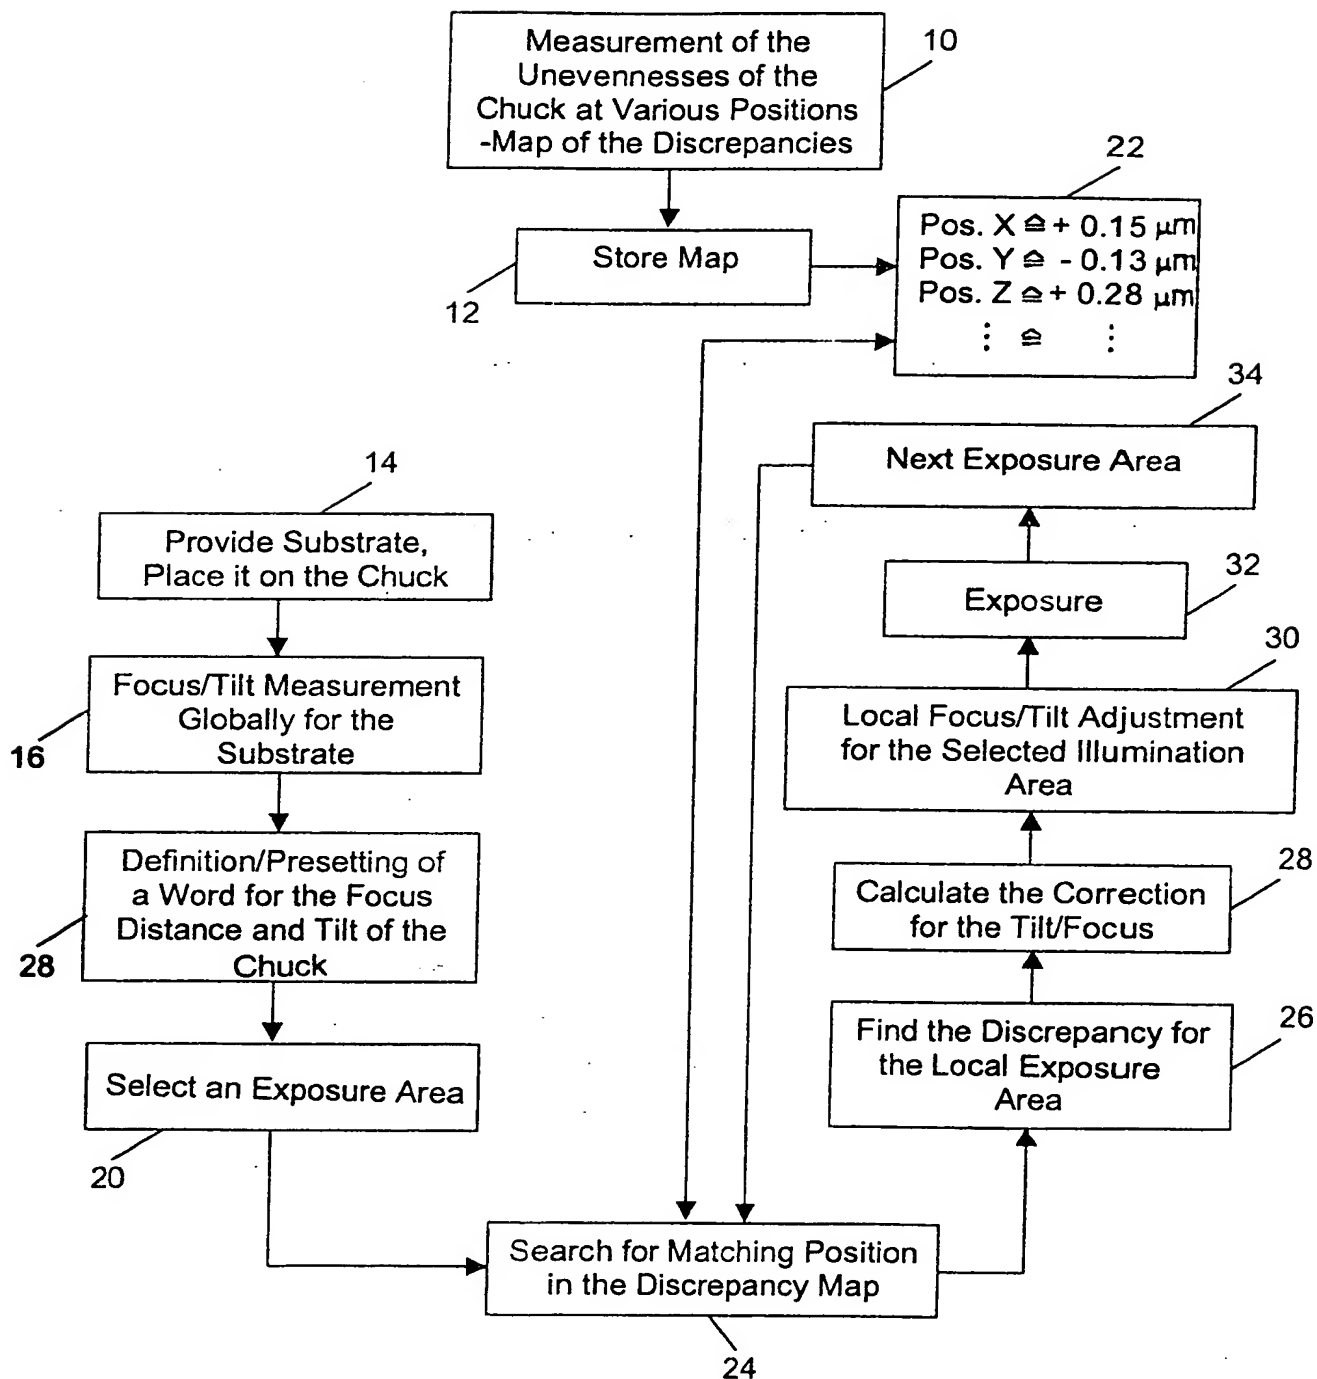 Measurement of the
Unevennesses of the
Chuck at Various Positions
-Map of the Discrepancies
10
22
Pos. X ≙ + 0.15 μm
Pos. Y ≙ - 0.13 μm
Pos. Z ≙ + 0.28 μm
⋮ ≙ ⋮
Store Map
12
34
Next Exposure Area
14
Provide Substrate,
Place it on the Chuck
32
Exposure
16
Focus/Tilt Measurement
Globally for the
Substrate
30
Local Focus/Tilt Adjustment
for the Selected Illumination
Area
28
Definition/Presetting of
a Word for the Focus
Distance and Tilt of the
Chuck
28
Calculate the Correction
for the Tilt/Focus
26
Find the Discrepancy for
the Local Exposure
Area
Select an Exposure Area
20
Search for Matching Position
in the Discrepancy Map
24